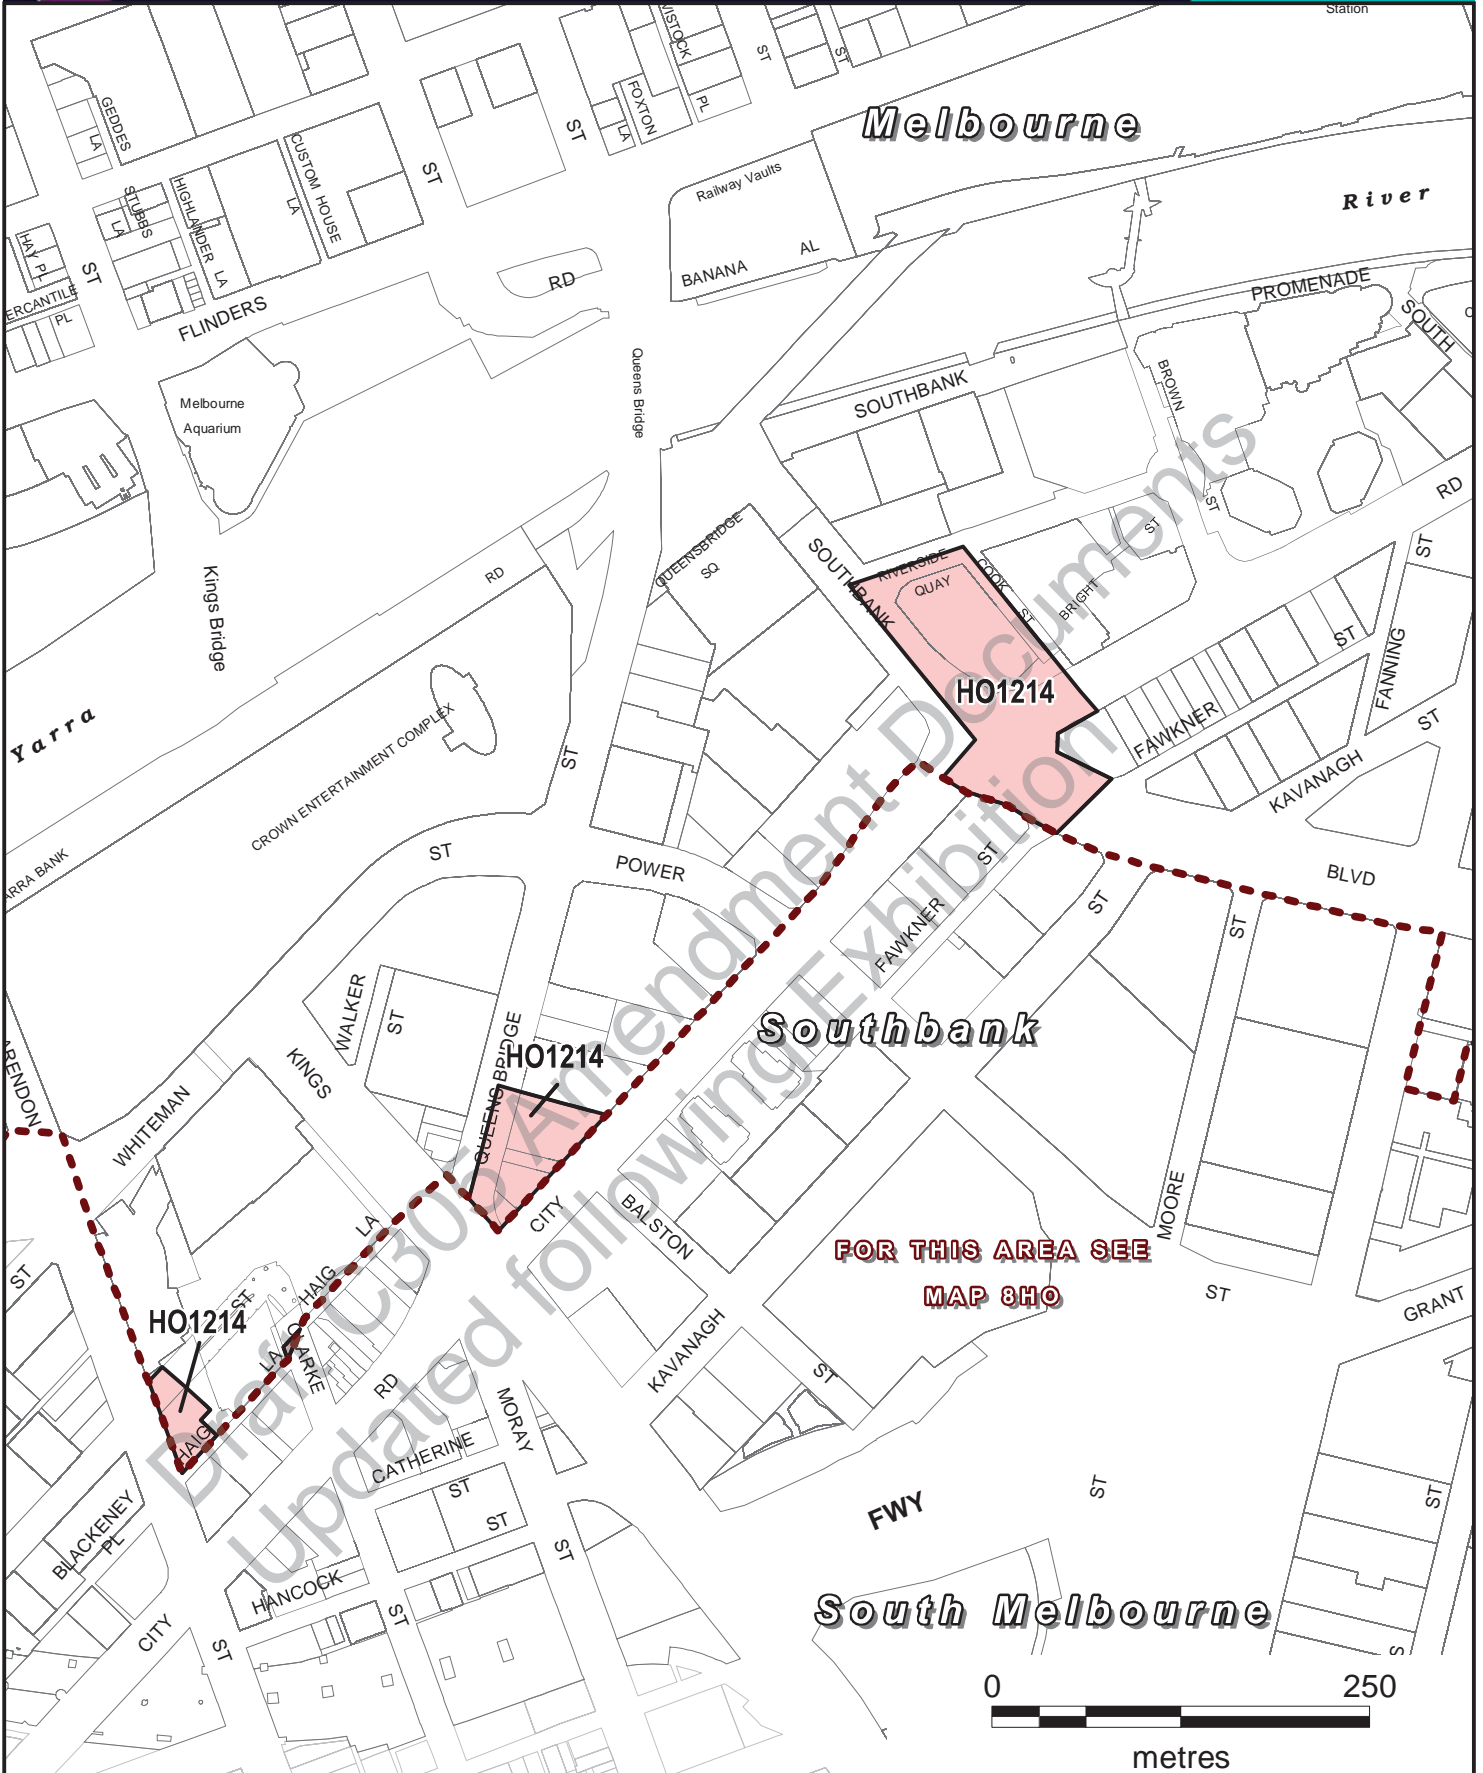 Station
VISTOCK
PL
ST
ST
GEDDES
LA
FOXTON
LA
ST
Melbourne
CUSTOM HOUSE
LA
ST
Railway Vaults
River
STUBBS
LA
HIGHLANDER
LA
HAY PL
ST
BANANA
AL
RD
ERCANTILE
PL
FLINDERS
PROMENADE
SOUTH
Queens Bridge
BROWN
ST
SOUTHBANK
Melbourne
Aquarium
RD
QUEENSBRIDGE
SQ
SOUTHBANK
RIVERSIDE
QUAY
COOK
ST
BRIGHT
ST
ST
Kings Bridge
RD
ST
FANNING
HO1214
FAWKNER
ST
Yarra
CROWN ENTERTAINMENT COMPLEX
ST
KAVANAGH
ARRA BANK
ST
POWER
ST
BLVD
ST
ST
FAWKNER
WALKER
ST
QUEENSBRIDGE
Southbank
HO1214
ARENDON
KINGS
WHITEMAN
CITY
BALSTON
MOORE
LA
HAIG
FOR THIS AREA SEE
MAP 8HO
ST
ST
ST
GRANT
HO1214
LA
CLARKE
RD
KAVANAGH
ST
HAIG
MORAY
CATHERINE
ST
ST
ST
ST
BLACKENEY
PL
FWY
ST
HANCOCK
ST
CITY
ST
South Melbourne
S
0
250
metres
Draft C305 Amendment Documents
Updated following Exhibition